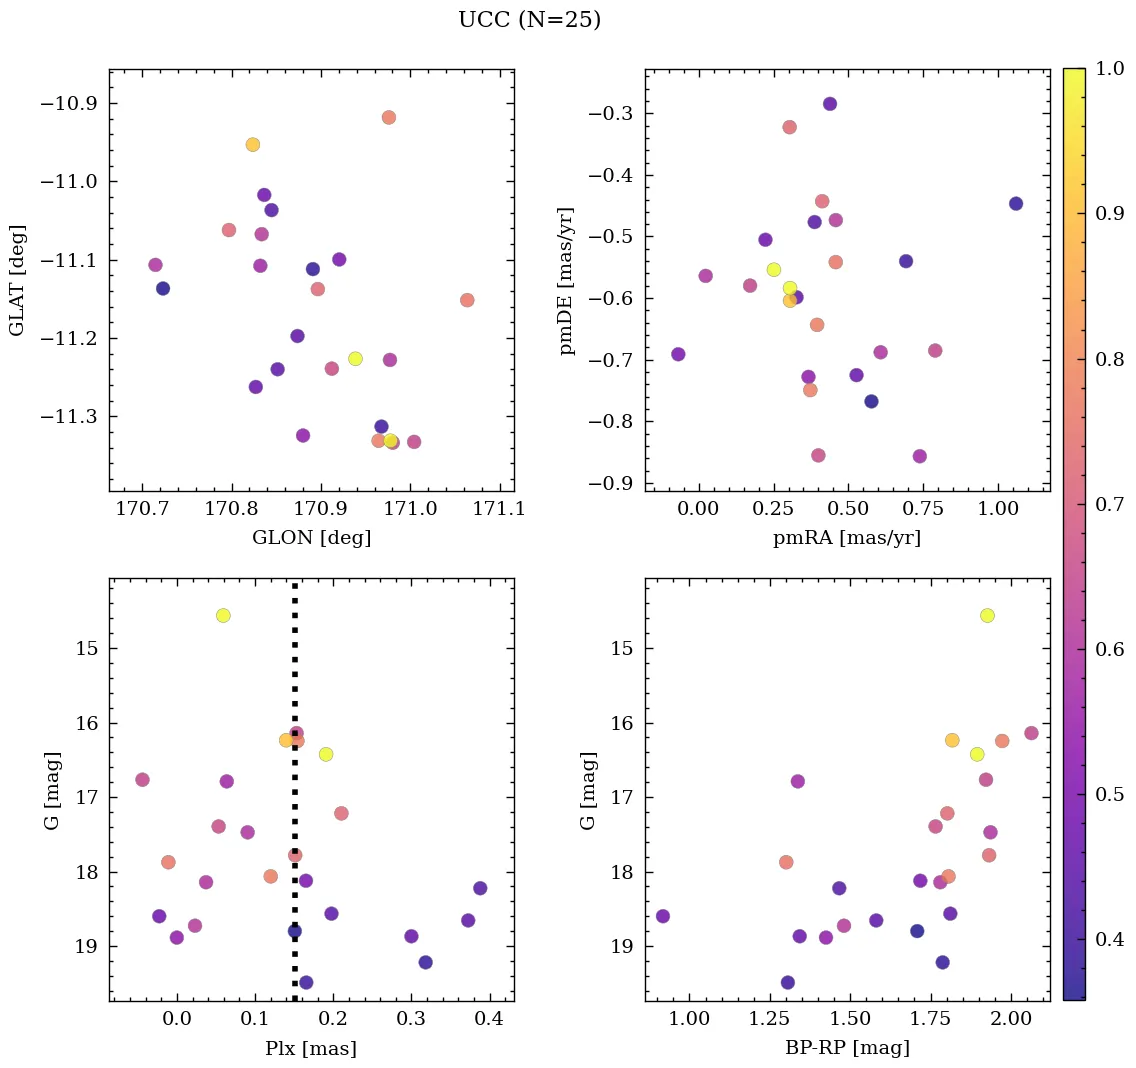 UCC (N=25)
−10.9
−11.0
−11.1
−11.2
−11.3
GLAT [deg]
170.7 170.8 170.9 171.0 171.1
GLON [deg]
−0.3
−0.4
−0.5
−0.6
−0.7
−0.8
−0.9
pmDE [mas/yr]
0.00 0.25 0.50 0.75 1.00
pmRA [mas/yr]
15
16
17
18
19
G [mag]
0.0 0.1 0.2 0.3 0.4
Plx [mas]
15
16
17
18
19
G [mag]
1.00 1.25 1.50 1.75 2.00
BP-RP [mag]
1.0
0.9
0.8
0.7
0.6
0.5
0.4